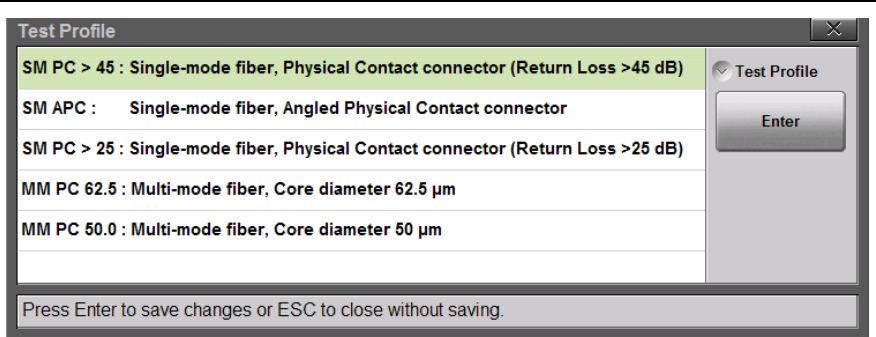 Test Profile
SM PC > 45 : Single-mode fiber, Physical Contact connector (Return Loss >45 dB)
SM APC : Single-mode fiber, Angled Physical Contact connector
SM PC > 25 : Single-mode fiber, Physical Contact connector (Return Loss >25 dB)
MM PC 62.5 : Multi-mode fiber, Core diameter 62.5 µm
MM PC 50.0 : Multi-mode fiber, Core diameter 50 µm
Test Profile
Enter
Press Enter to save changes or ESC to close without saving.